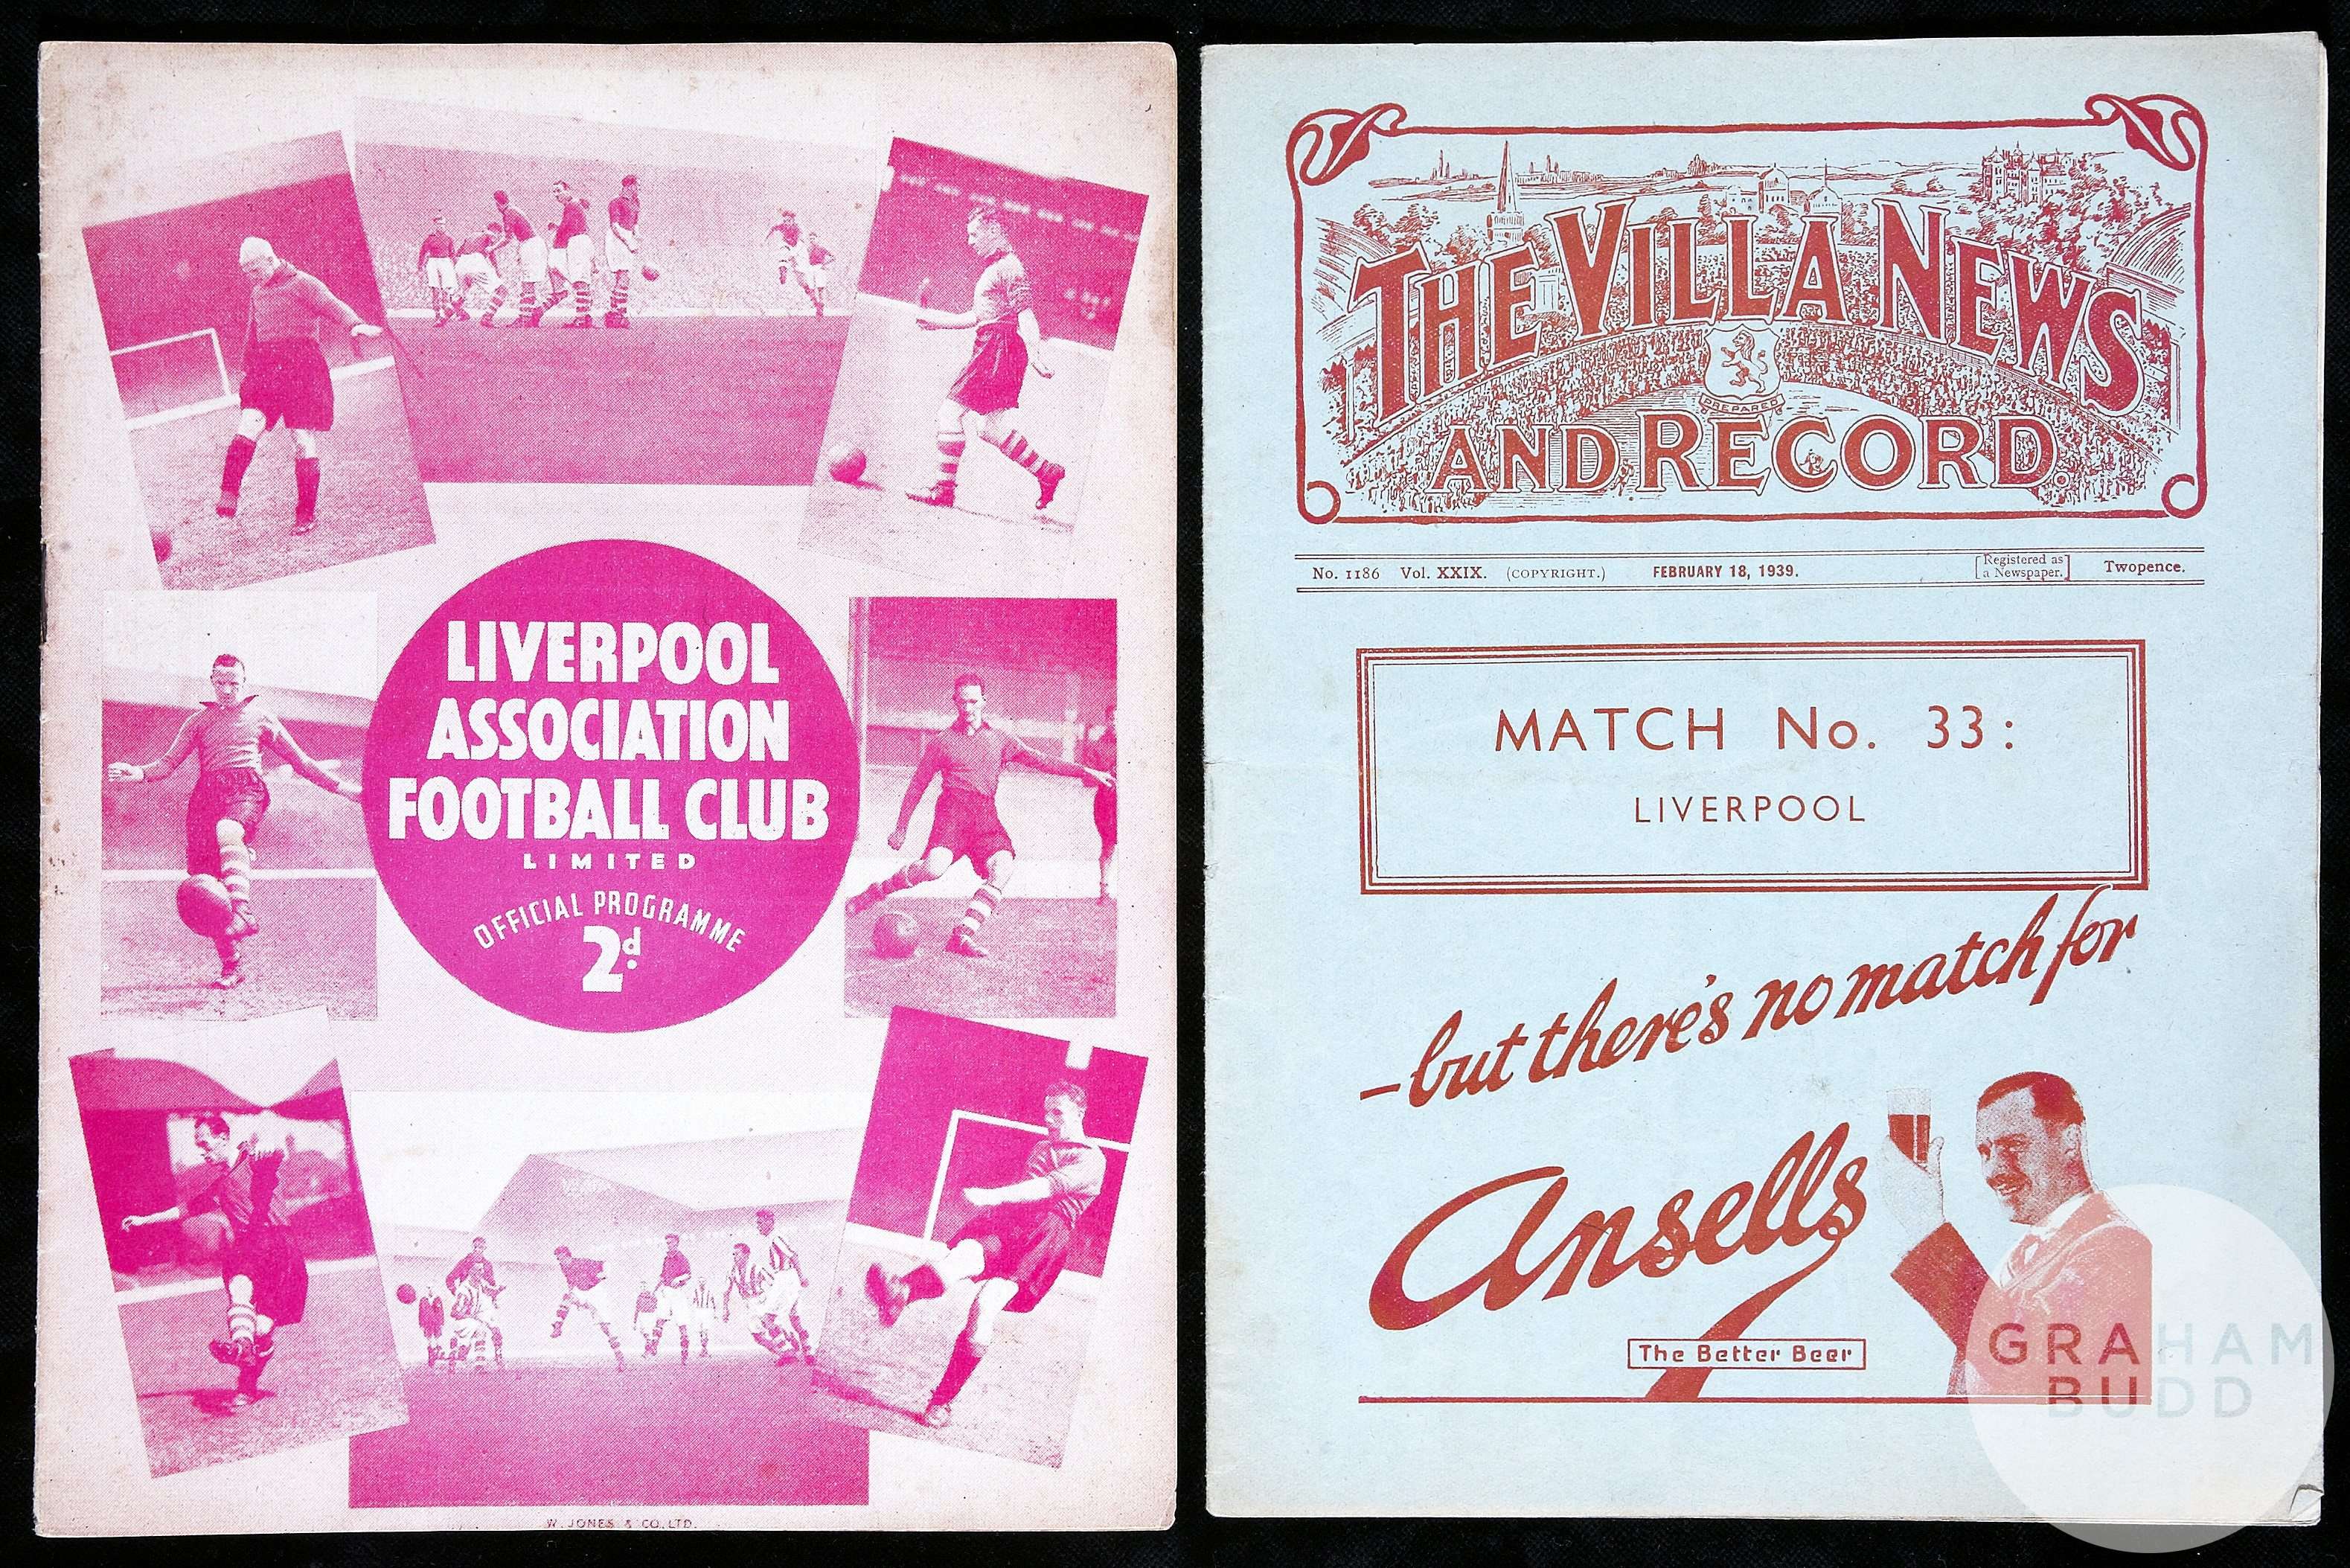 LIVERPOOL
ASSOCIATION
FOOTBALL CLUB
LIMITED
OFFICIAL PROGRAMME
2d.
W. JONES & CO. LTD.
THE VILLA NEWS
PREPARED
AND RECORD.
No. 1186 Vol. XXIX. (COPYRIGHT.) FEBRUARY 18, 1939. [Registered as a Newspaper.] Twopence.
MATCH No. 33:
LIVERPOOL
-but there's no match for
Ansells
The Better Beer
GRAHAM
BUDD